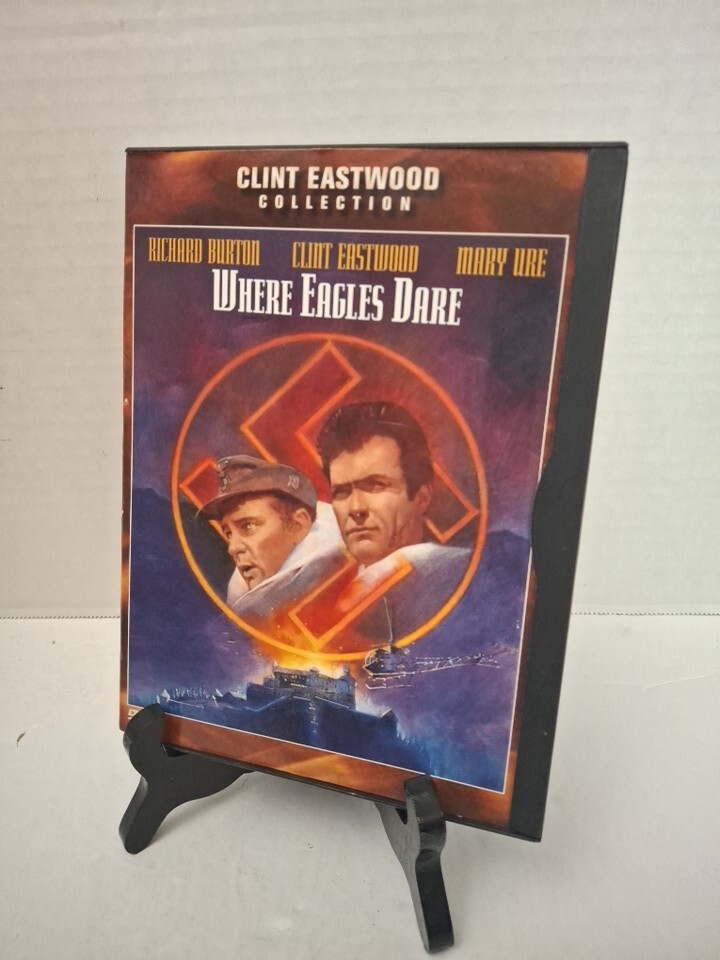 CLINT EASTWOOD
COLLECTION
RICHARD BURTON CLINT EASTWOOD MARY URE
WHERE EAGLES DARE